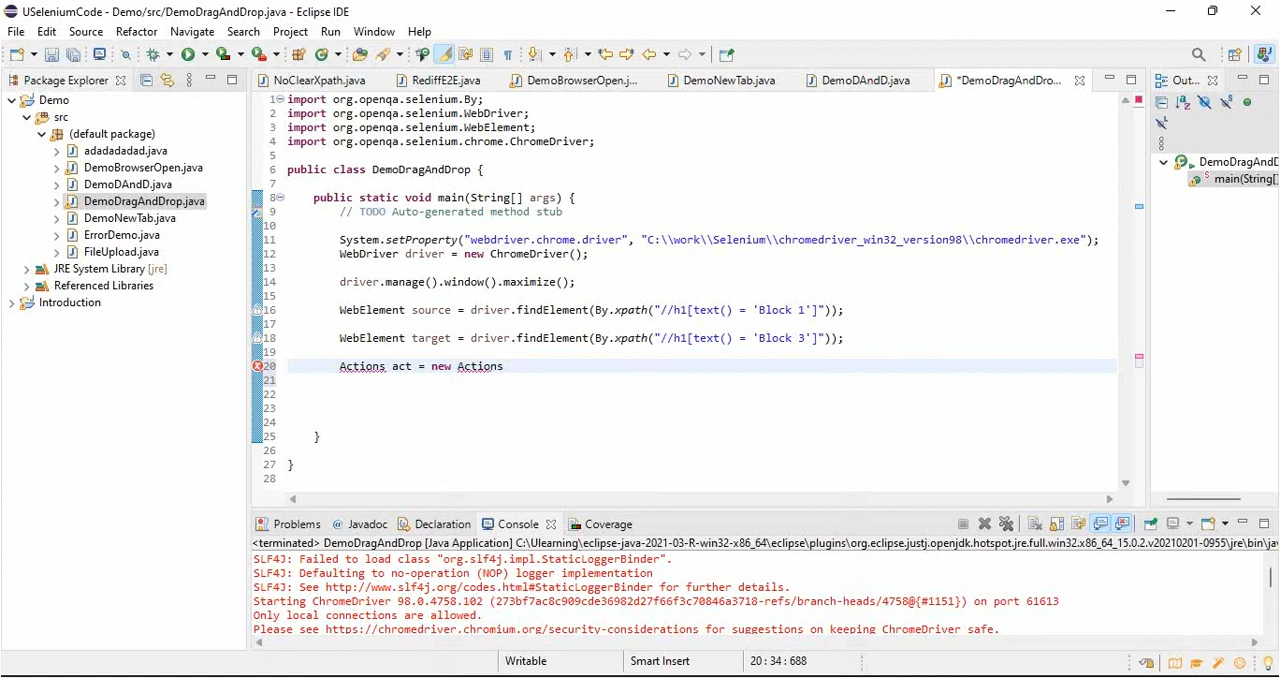 USeleniumCode - Demo/src/DemoDragAndDrop.java - Eclipse IDE
File Edit Source Refactor Navigate Search Project Run Window Help
Package Explorer
NoClearXpath.java RediffE2E.java DemoBrowserOpen.j... DemoNewTab.java DemoDAndD.java *DemoDragAndDro...
Out...
Demo
src
(default package)
adadadadad.java
DemoBrowserOpen.java
DemoDAndD.java
DemoDragAndDrop.java
DemoNewTab.java
ErrorDemo.java
FileUpload.java
JRE System Library [jre]
Referenced Libraries
Introduction
1 import org.openqa.selenium.By;
2 import org.openqa.selenium.WebDriver;
3 import org.openqa.selenium.WebElement;
4 import org.openqa.selenium.chrome.ChromeDriver;
5
6 public class DemoDragAndDrop {
7
8 public static void main(String[] args) {
9 // TODO Auto-generated method stub
10
11 System.setProperty("webdriver.chrome.driver", "C:\\work\\Selenium\\chromedriver_win32_version98\\chromedriver.exe");
12 WebDriver driver = new ChromeDriver();
13
14 driver.manage().window().maximize();
15
16 WebElement source = driver.findElement(By.xpath("//h1[text() = 'Block 1']"));
17
18 WebElement target = driver.findElement(By.xpath("//h1[text() = 'Block 3']"));
19
20 Actions act = new Actions
21
22
23
24
25 }
26
27 }
28
DemoDragAndD
main(String[]
Problems @ Javadoc Declaration Console Coverage
<terminated> DemoDragAndDrop [Java Application] C:\Ulearning\eclipse-java-2021-03-R-win32-x86_64\eclipse\plugins\org.eclipse.justj.openjdk.hotspot.jre.full.win32.x86_64_15.0.2.v20210201-0955\jre\bin\ja
SLF4J: Failed to load class "org.slf4j.impl.StaticLoggerBinder".
SLF4J: Defaulting to no-operation (NOP) logger implementation
SLF4J: See http://www.slf4j.org/codes.html#StaticLoggerBinder for further details.
Starting ChromeDriver 98.0.4758.102 (273bf7ac8c909cde36982d27f66f3c70846a3718-refs/branch-heads/4758@{#1151}) on port 61613
Only local connections are allowed.
Please see https://chromedriver.chromium.org/security-considerations for suggestions on keeping ChromeDriver safe.
Writable Smart Insert 20 : 34 : 688